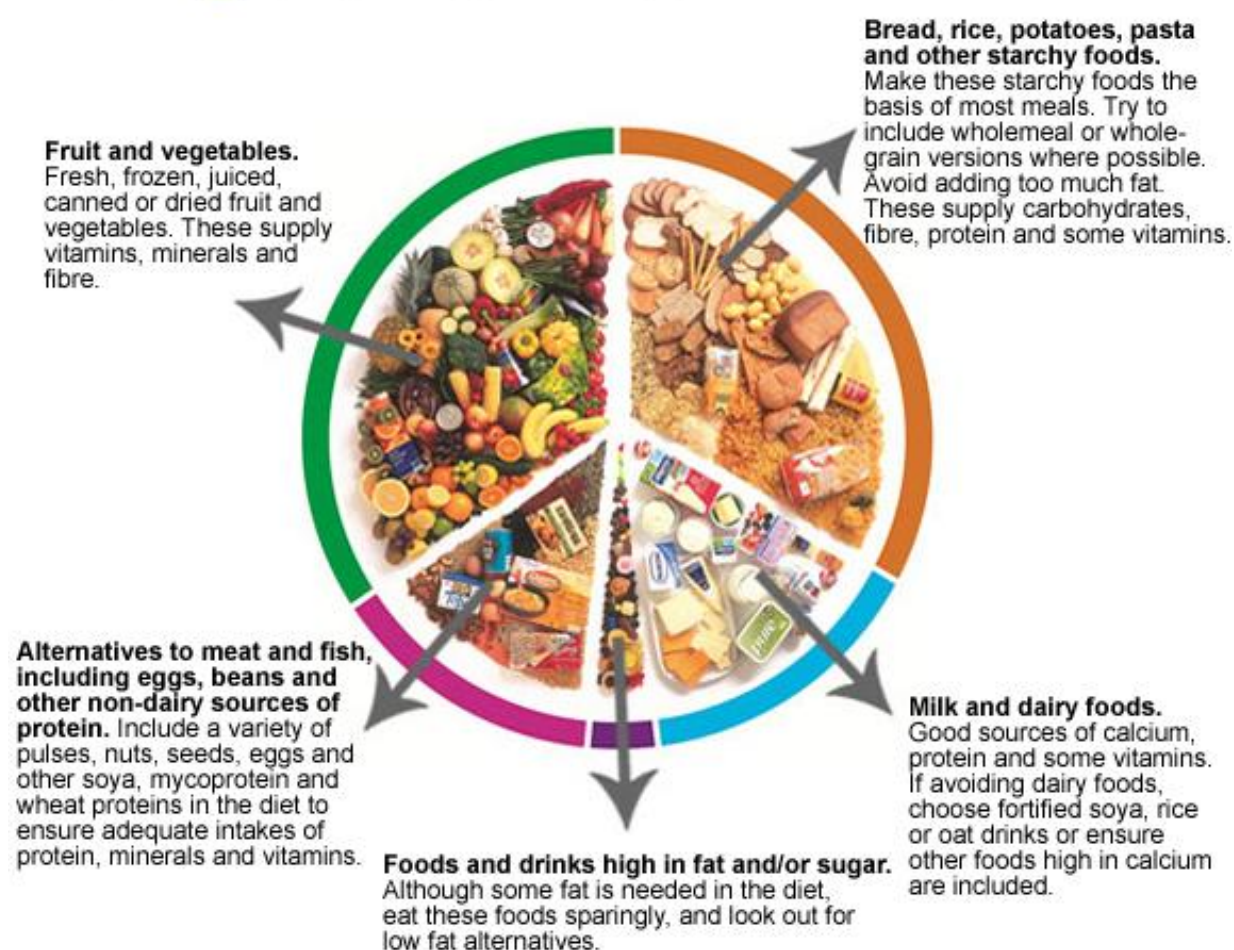 Bread, rice, potatoes, pasta
and other starchy foods.
Make these starchy foods the
basis of most meals. Try to
include wholemeal or whole-
grain versions where possible.
Avoid adding too much fat.
These supply carbohydrates,
fibre, protein and some vitamins.
Fruit and vegetables.
Fresh, frozen, juiced,
canned or dried fruit and
vegetables. These supply
vitamins, minerals and
fibre.
Alternatives to meat and fish,
including eggs, beans and
other non-dairy sources of
protein. Include a variety of
pulses, nuts, seeds, eggs and
other soya, mycoprotein and
wheat proteins in the diet to
ensure adequate intakes of
protein, minerals and vitamins.
Foods and drinks high in fat and/or sugar.
Although some fat is needed in the diet,
eat these foods sparingly, and look out for
low fat alternatives.
Milk and dairy foods.
Good sources of calcium,
protein and some vitamins.
If avoiding dairy foods,
choose fortified soya, rice
or oat drinks or ensure
other foods high in calcium
are included.
pure